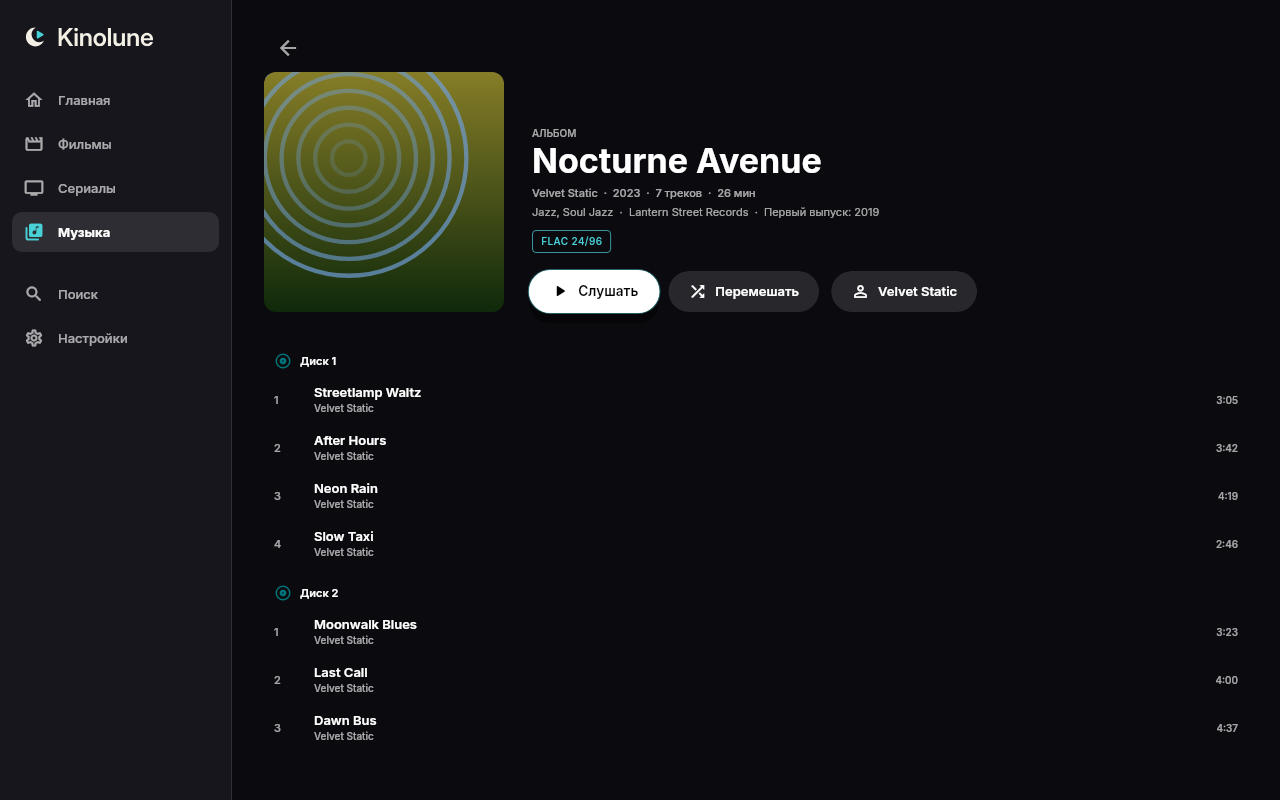 Kinolune
Главная
Фильмы
Сериалы
Музыка
Поиск
Настройки
АЛЬБОМ
Nocturne Avenue
Velvet Static · 2023 · 7 треков · 26 мин
Jazz, Soul Jazz · Lantern Street Records · Первый выпуск: 2019
FLAC 24/96
Слушать
Перемешать
Velvet Static
Диск 1
1 Streetlamp Waltz 3:05
Velvet Static
2 After Hours 3:42
Velvet Static
3 Neon Rain 4:19
Velvet Static
4 Slow Taxi 2:46
Velvet Static
Диск 2
1 Moonwalk Blues 3:23
Velvet Static
2 Last Call 4:00
Velvet Static
3 Dawn Bus 4:37
Velvet Static